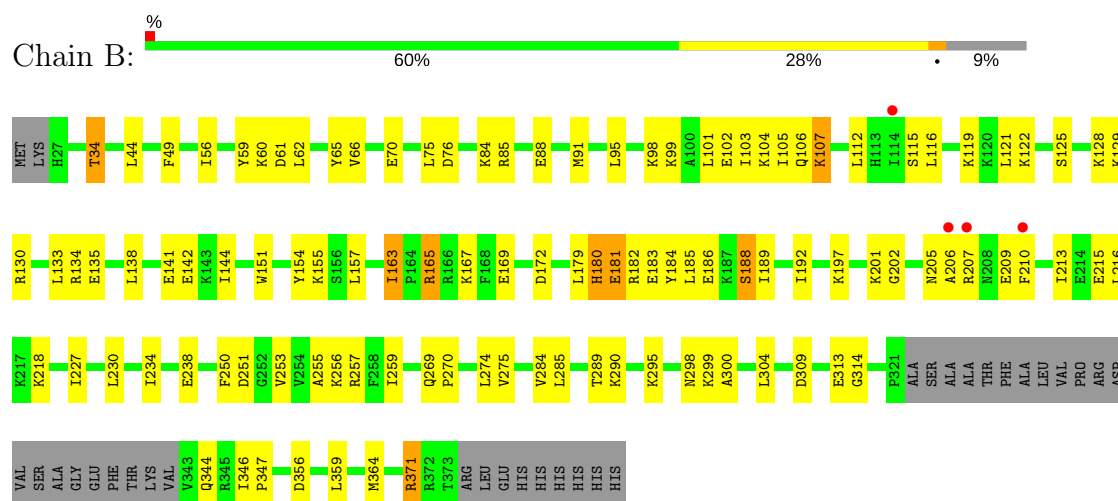 %
Chain B:
60% 28% • 9%
MET LYS H27 T34 L44 F49 I56 Y59 K60 D61 L62 Y65 V66 E70 L75 D76 K84 R85 E88 M91 L95 K98 K99 A100 L101 E102 I103 K104 I105 Q106 K107 L112 H113 I114 S115 L116 K119 K120 L121 K122 S125 K128 K129
R130 L133 R134 E135 L138 E141 E142 K143 I144 W151 Y154 K155 S156 L157 I163 P164 R165 R166 K167 F168 E169 D172 L179 H180 E181 R182 E183 Y184 L185 E186 K187 S188 I189 I192 K197 K201 G202 N205 A206 R207 N208 E209 F210 I213 E214 E215 L216
K217 K218 I227 L230 I234 E238 F250 D251 G252 V253 V254 A255 K256 R257 F258 I259 Q269 P270 L274 V275 V284 L285 T289 K290 K295 N298 K299 A300 L304 D309 E313 G314 P321 ALA SER ALA ALA THR PHE ALA LEU VAL PRO ARG ASP
VAL SER ALA GLY GLU PHE THR LYS VAL V343 Q344 R345 I346 P347 D356 L359 M364 R371 R372 T373 ARG LEU GLU HIS HIS HIS HIS HIS HIS